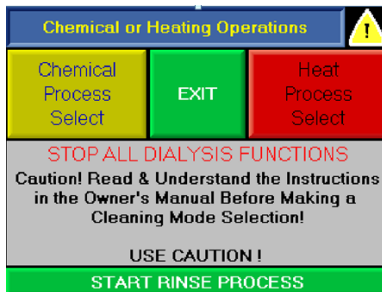 Chemical or Heating Operations
!
Chemical
Process
Select
EXIT
Heat
Process
Select
STOP ALL DIALYSIS FUNCTIONS
Caution! Read & Understand the Instructions
in the Owner's Manual Before Making a
Cleaning Mode Selection!
USE CAUTION !
START RINSE PROCESS